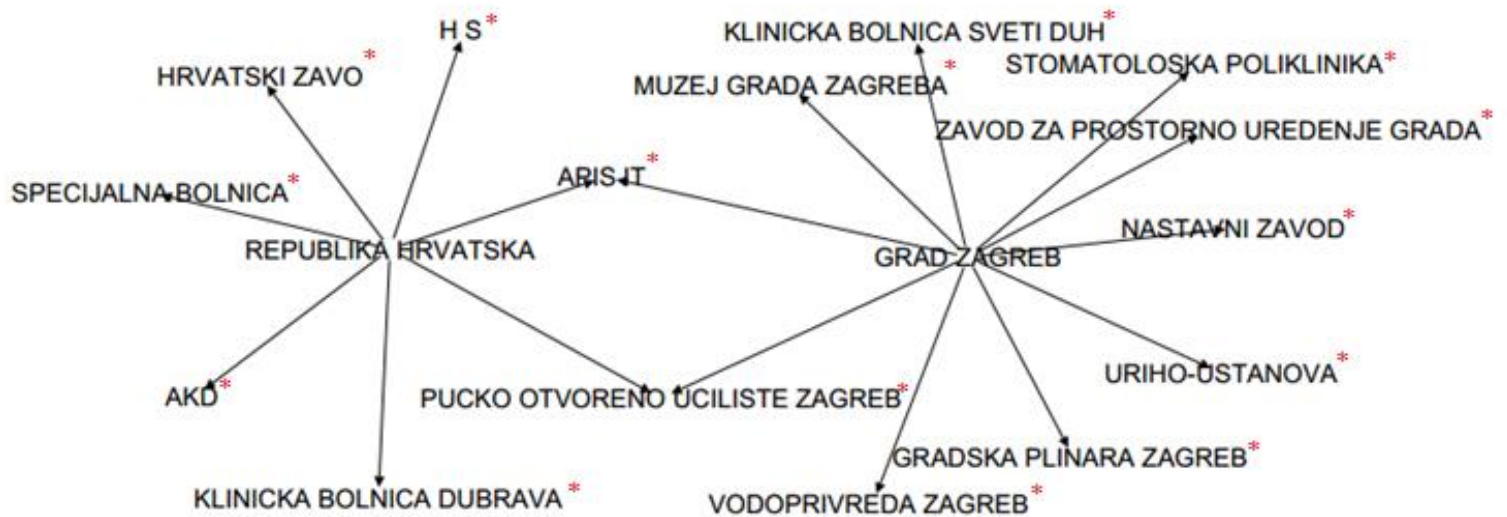 H S*
KLINICKA BOLNICA SVETI DUH*
HRVATSKI ZAVO*
STOMATOLOSKA POLIKLINIKA*
MUZEJ GRADA ZAGREBA*
ZAVOD ZA PROSTORNO UREDENJE GRADA*
ARIS IT*
SPECIJALNA BOLNICA*
NASTAVNI ZAVOD*
REPUBLIKA HRVATSKA
GRAD ZAGREB
URIHO-USTANOVA*
AKD*
PUCKO OTVORENO UCILISTE ZAGREB*
GRADSKA PLINARA ZAGREB*
KLINICKA BOLNICA DUBRAVA*
VODOPRIVREDA ZAGREB*